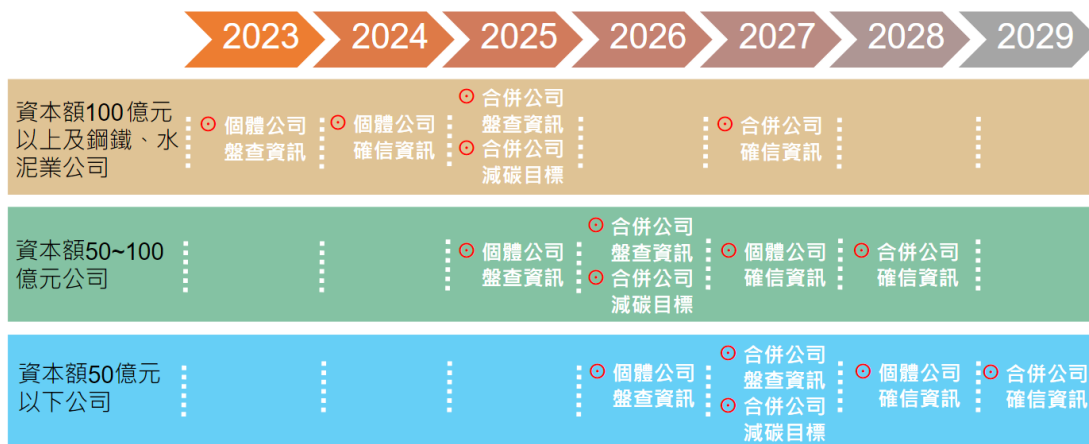 2023 2024 2025 2026 2027 2028 2029
資本額100億元
以上及鋼鐵、水
泥業公司
個體公司
盤查資訊
個體公司
確信資訊
合併公司
盤查資訊
合併公司
減碳目標
合併公司
確信資訊
資本額50~100
億元公司
個體公司
盤查資訊
合併公司
盤查資訊
合併公司
減碳目標
個體公司
確信資訊
合併公司
確信資訊
資本額50億元
以下公司
個體公司
盤查資訊
合併公司
盤查資訊
合併公司
減碳目標
個體公司
確信資訊
合併公司
確信資訊